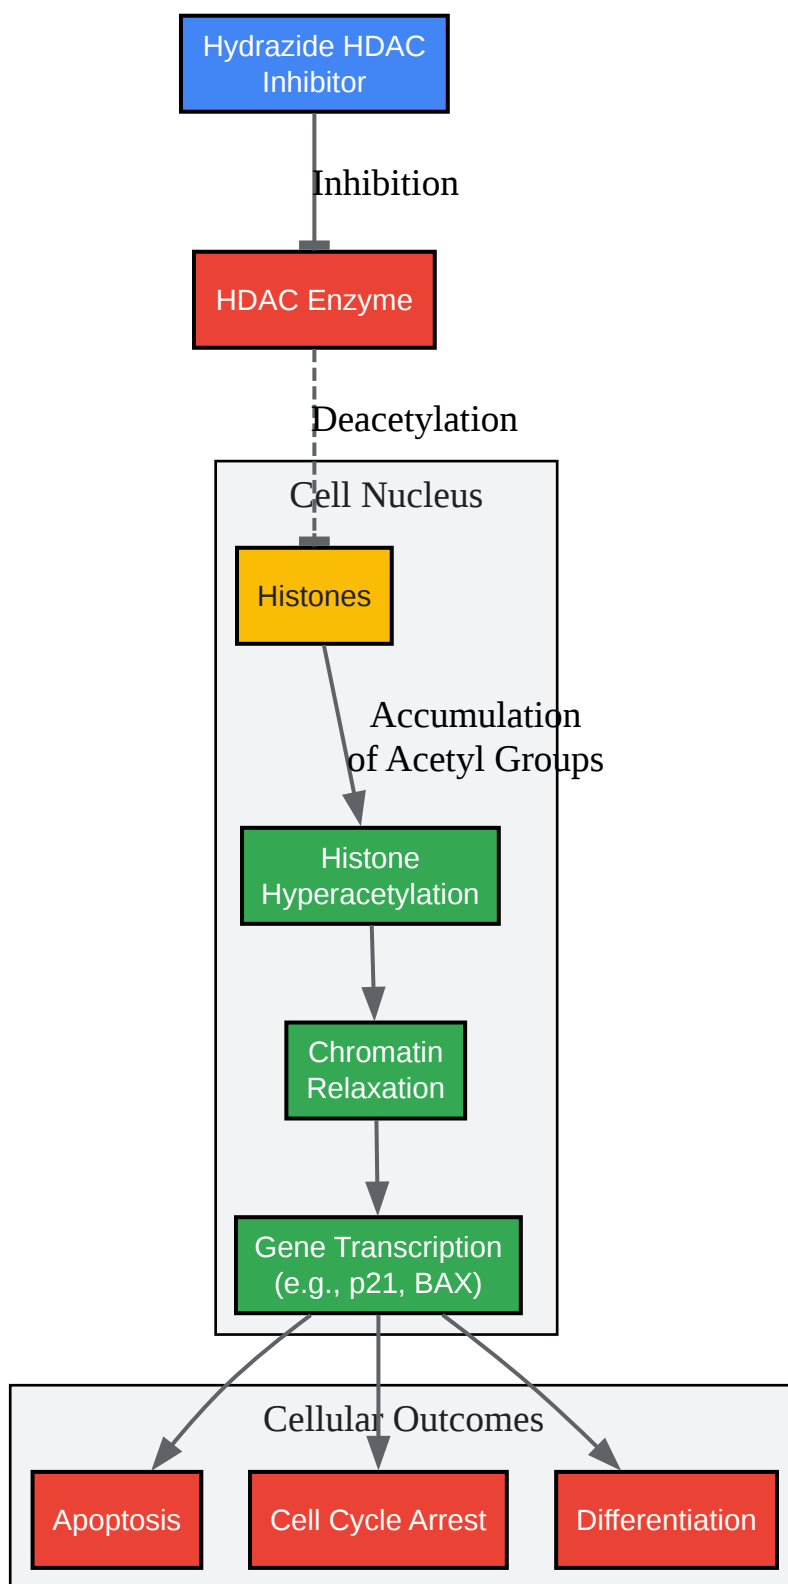 Hydrazide HDAC
Inhibitor
Inhibition
HDAC Enzyme
Deacetylation
Cell Nucleus
Histones
Accumulation
of Acetyl Groups
Histone
Hyperacetylation
Chromatin
Relaxation
Gene Transcription
(e.g., p21, BAX)
Cellular Outcomes
Apoptosis
Cell Cycle Arrest
Differentiation